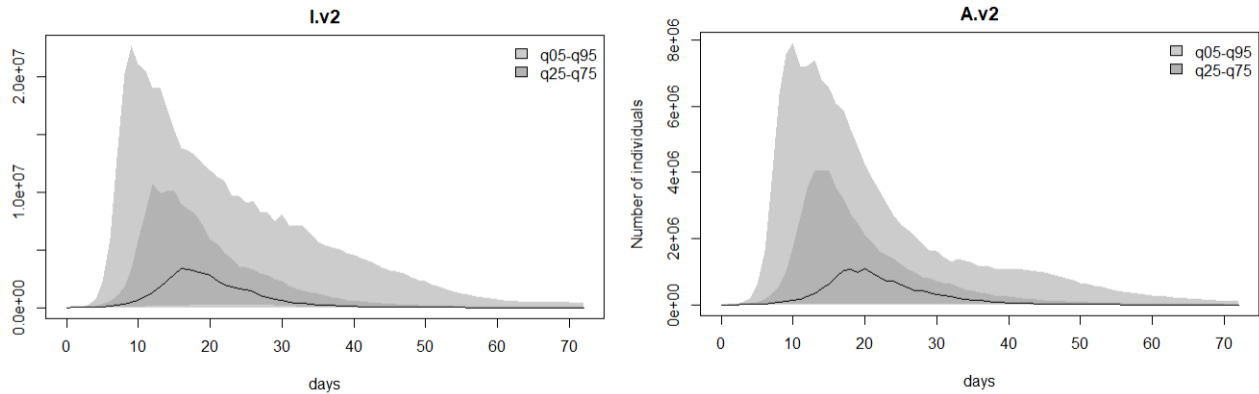 I.v2
q05-q95
q25-q75
2.0e+07
1.0e+07
0.0e+00
0 10 20 30 40 50 60 70
days
A.v2
q05-q95
q25-q75
Number of individuals
8e+06
6e+06
4e+06
2e+06
0e+00
0 10 20 30 40 50 60 70
days